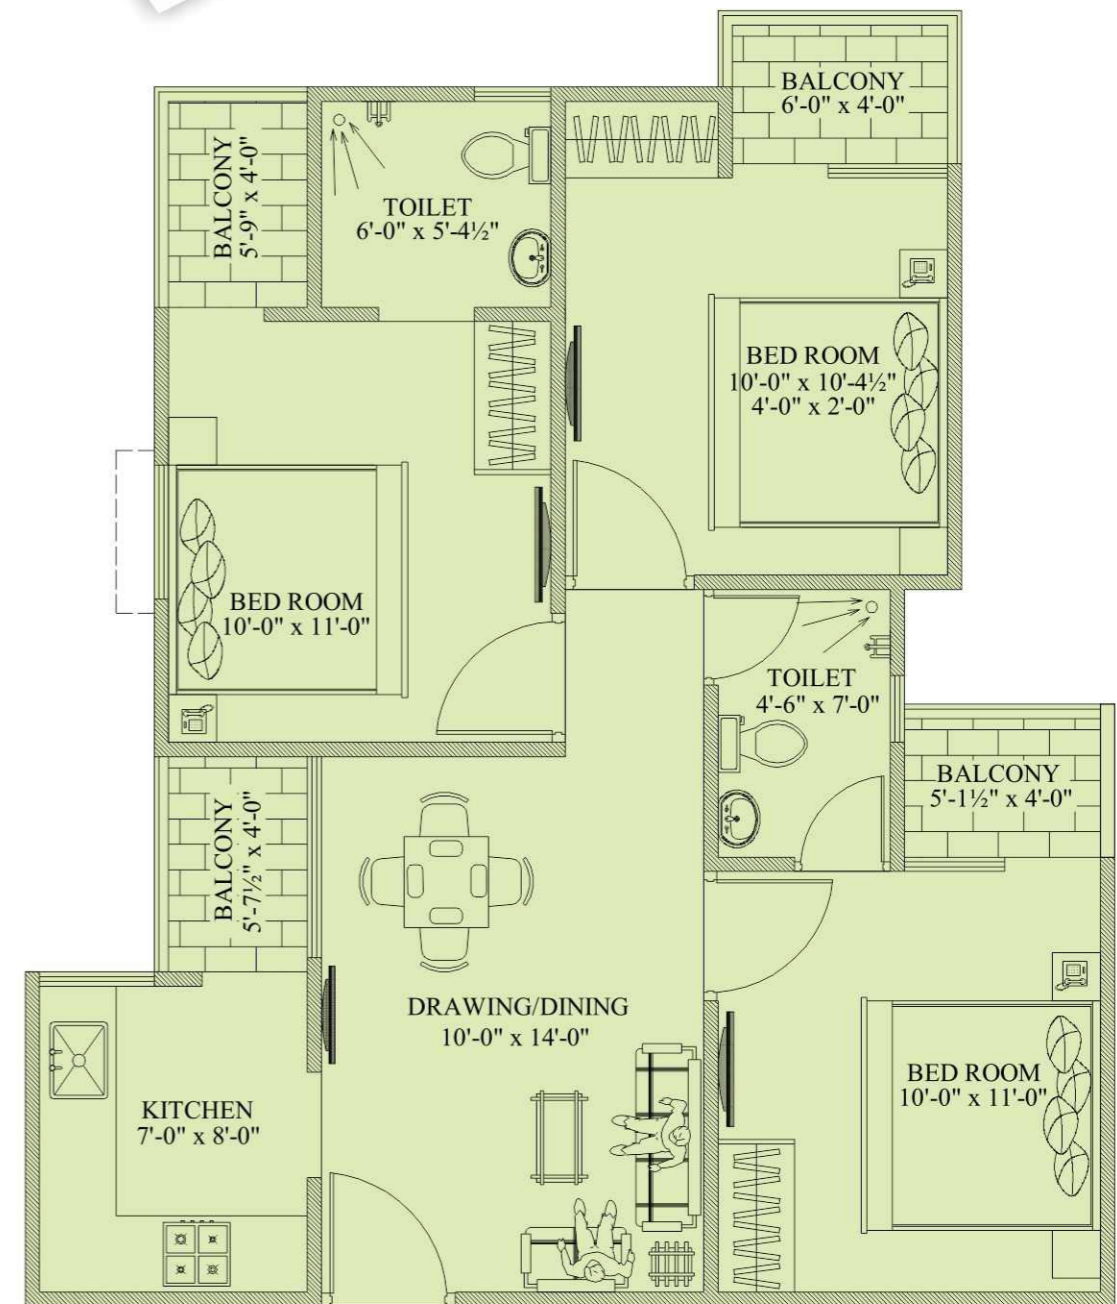 BALCONY
6'-0" x 4'-0"
BALCONY
5'-9" x 4'-0"
TOILET
6'-0" x 5'-4½"
BED ROOM
10'-0" x 10'-4½"
4'-0" x 2'-0"
BED ROOM
10'-0" x 11'-0"
TOILET
4'-6" x 7'-0"
BALCONY
5'-1½" x 4'-0"
BALCONY
5'-7½" x 4'-0"
DRAWING/DINING
10'-0" x 14'-0"
BED ROOM
10'-0" x 11'-0"
KITCHEN
7'-0" x 8'-0"